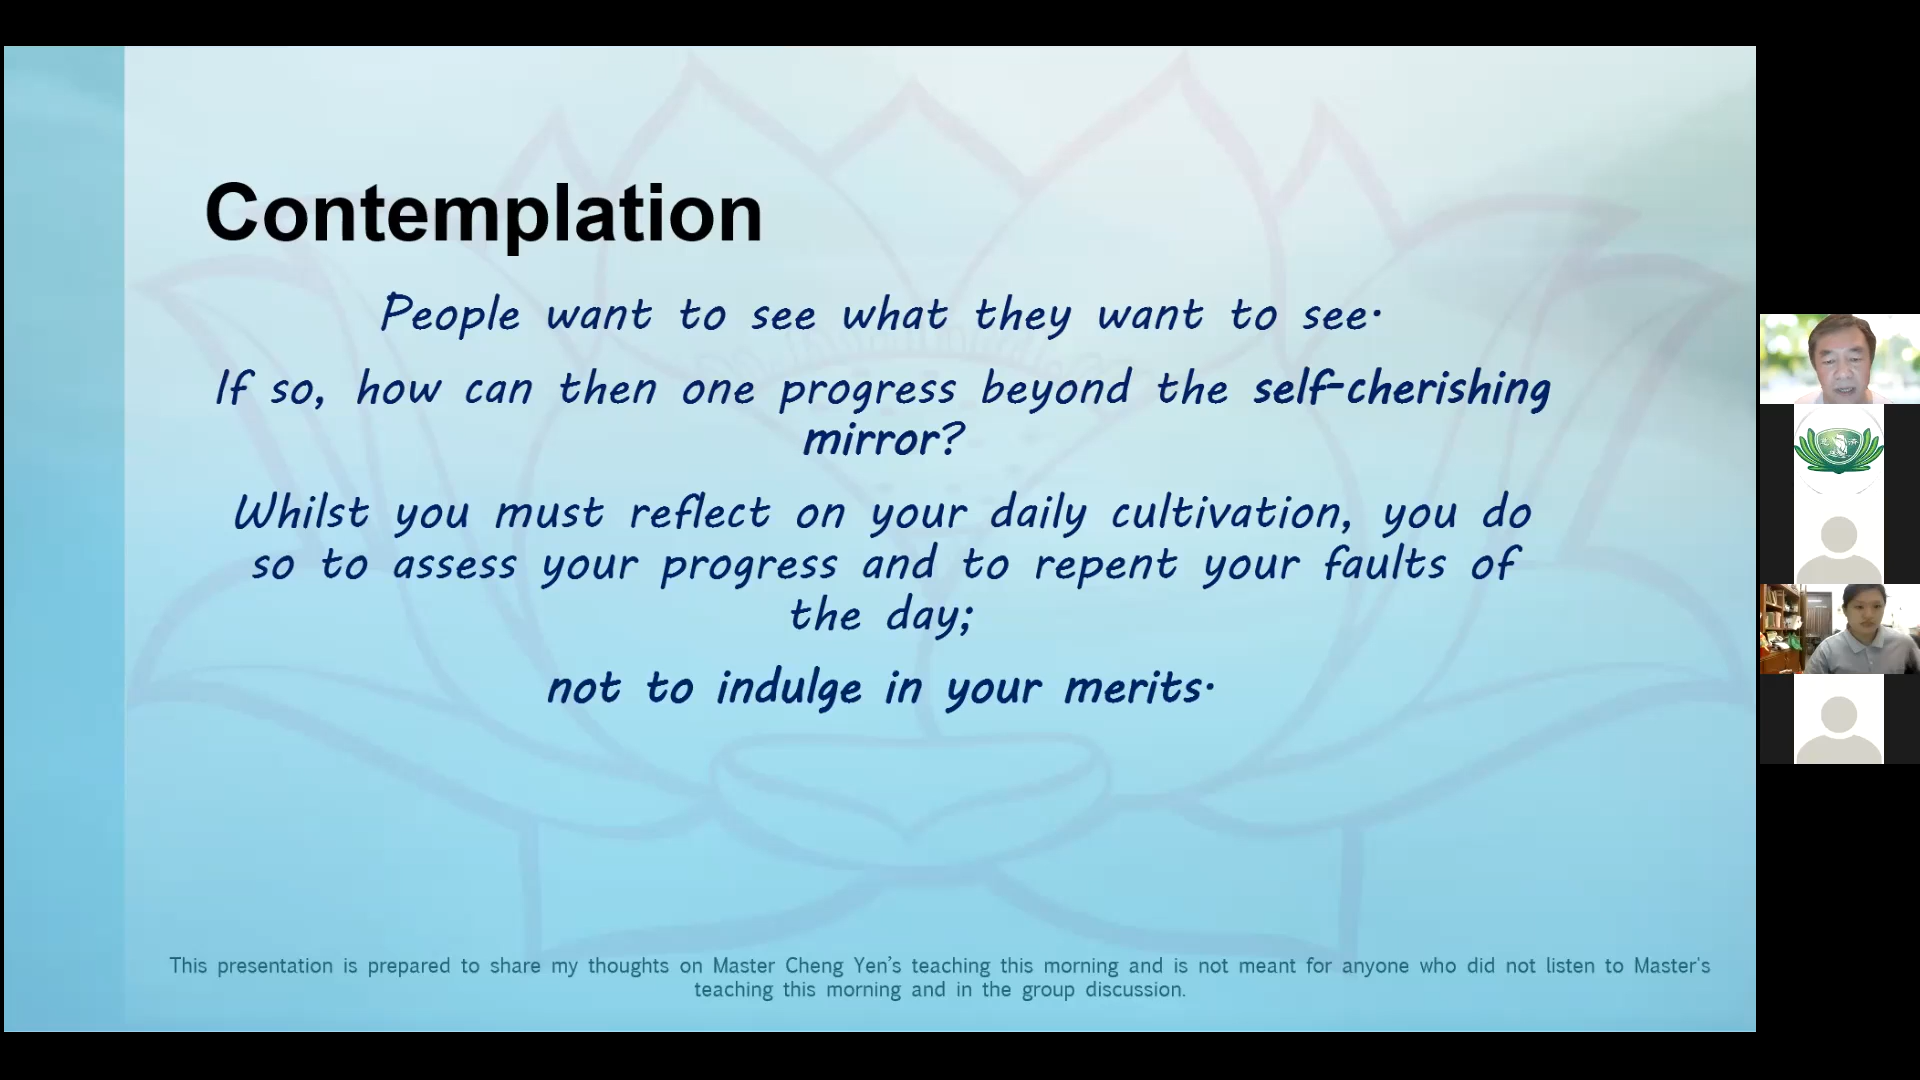 Contemplation
People want to see what they want to see.
If so, how can then one progress beyond the self-cherishing
mirror?
Whilst you must reflect on your daily cultivation, you do
so to assess your progress and to repent your faults of
the day;
not to indulge in your merits.
This presentation is prepared to share my thoughts on Master Cheng Yen's teaching this morning and is not meant for anyone who did not listen to Master's
teaching this morning and in the group discussion.